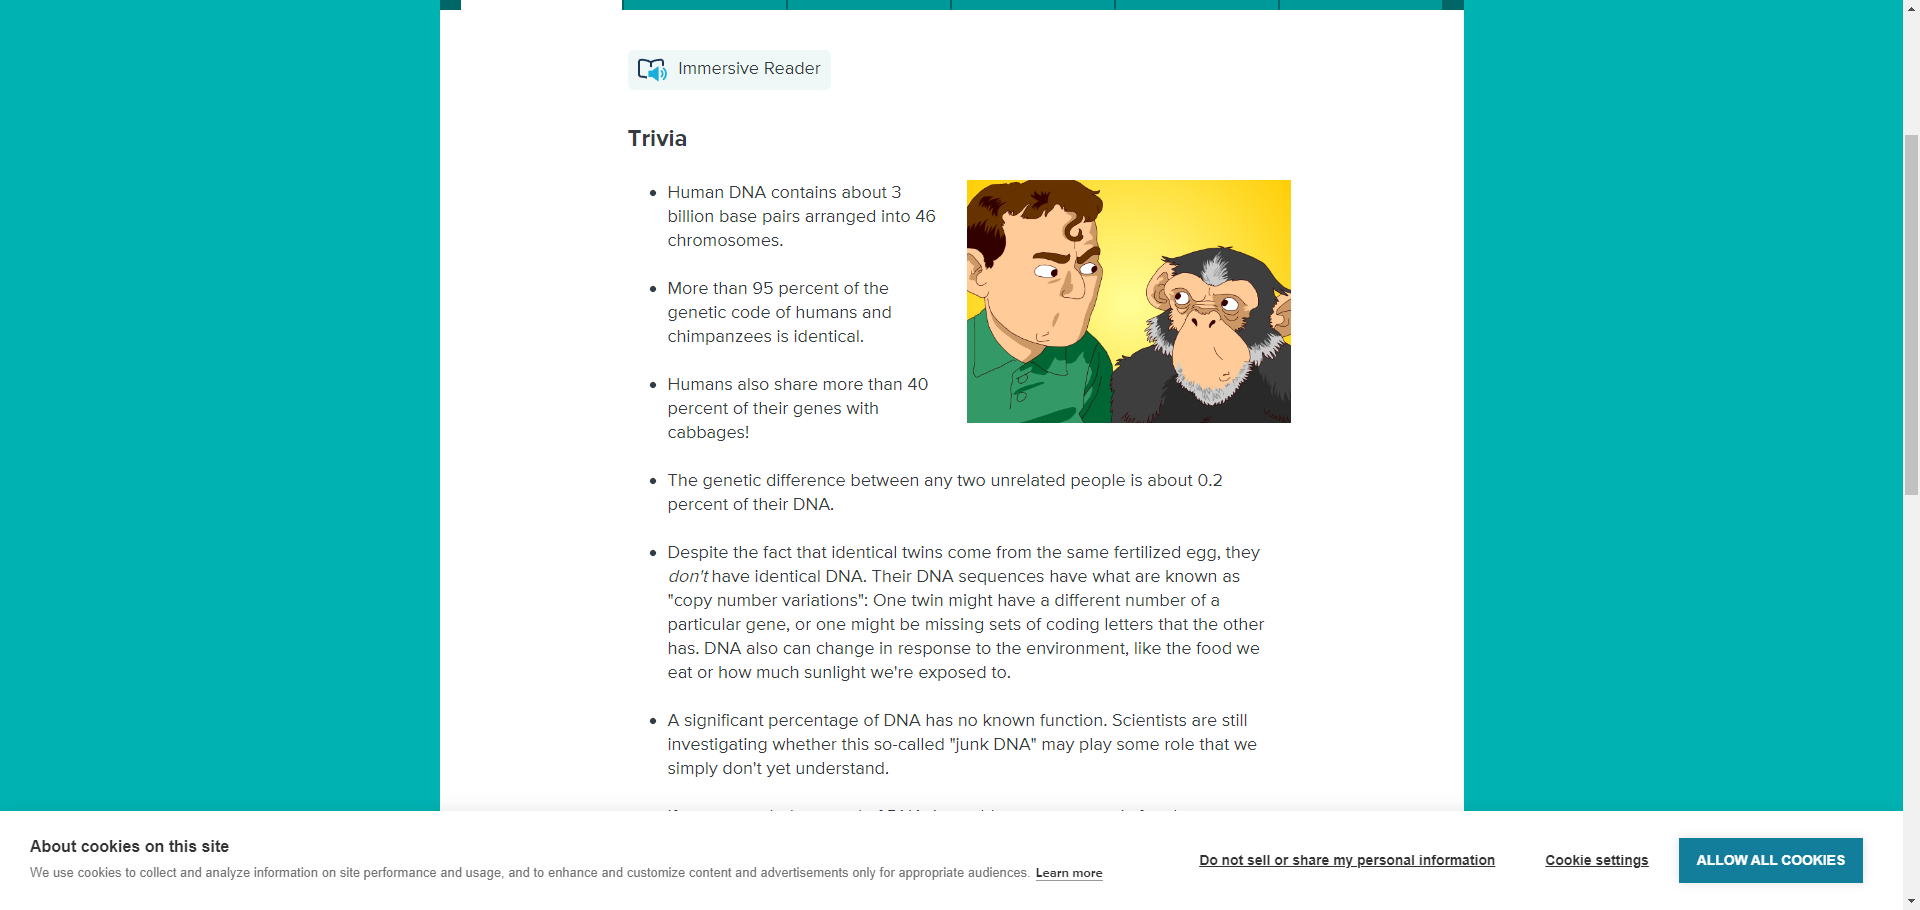 Immersive Reader
Trivia
Human DNA contains about 3
billion base pairs arranged into 46
chromosomes.
More than 95 percent of the
genetic code of humans and
chimpanzees is identical.
Humans also share more than 40
percent of their genes with
cabbages!
The genetic difference between any two unrelated people is about 0.2
percent of their DNA.
Despite the fact that identical twins come from the same fertilized egg, they
don't have identical DNA. Their DNA sequences have what are known as
"copy number variations": One twin might have a different number of a
particular gene, or one might be missing sets of coding letters that the other
has. DNA also can change in response to the environment, like the food we
eat or how much sunlight we're exposed to.
A significant percentage of DNA has no known function. Scientists are still
investigating whether this so-called "junk DNA" may play some role that we
simply don't yet understand.
About cookies on this site
We use cookies to collect and analyze information on site performance and usage, and to enhance and customize content and advertisements only for appropriate audiences. Learn more
Do not sell or share my personal information
Cookie settings
ALLOW ALL COOKIES